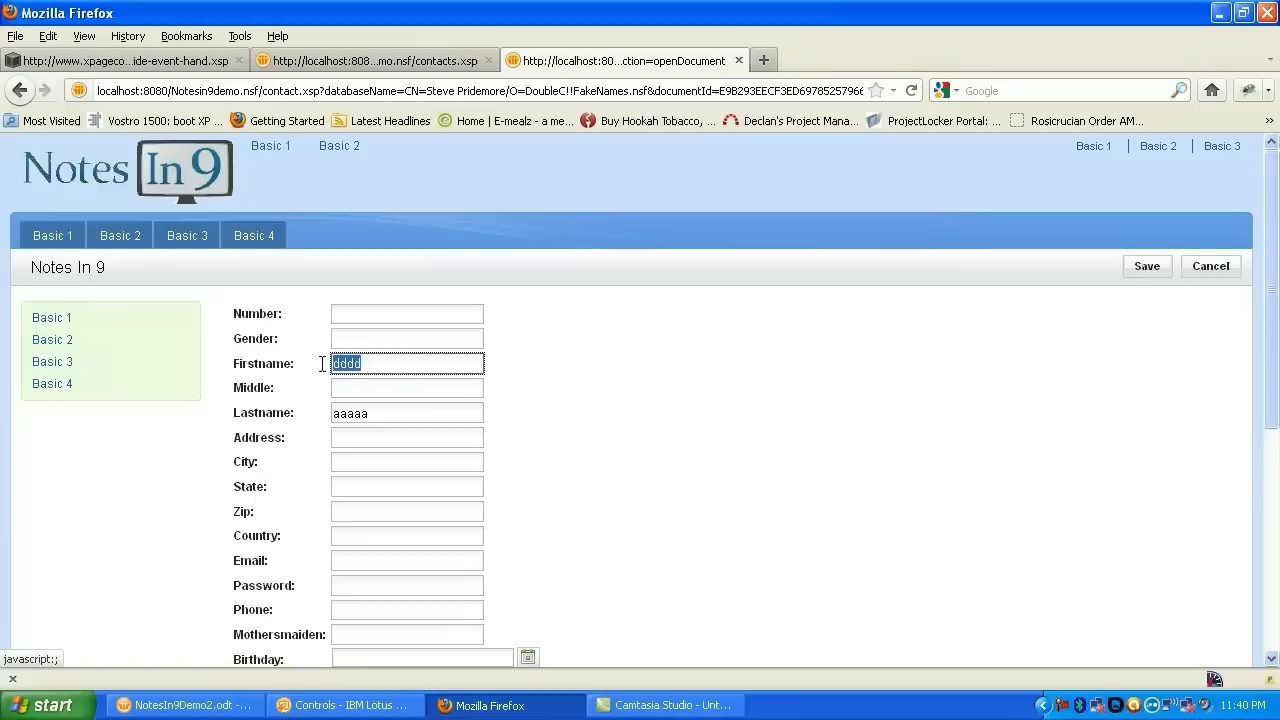 Mozilla Firefox
File Edit View History Bookmarks Tools Help
http://www.xpageco...ide-event-hand.xsp
http://localhost:808...mo.nsf/contacts.xsp
http://localhost:80...ction=openDocument
localhost:8080/Notesin9demo.nsf/contact.xsp?databaseName=CN=Steve Pridemore/O=DoubleC!!FakeNames.nsf&documentId=E9B293EECF3ED69785257966
Google
Most Visited Vostro 1500; boot XP ... Getting Started Latest Headlines Home | E-mealz - a me... Buy Hookah Tobacco, ... Declan's Project Mana... ProjectLocker Portal: ... Rosicrucian Order AM...
Notes In 9
Basic 1 Basic 2
Basic 1 Basic 2 Basic 3
Basic 1 Basic 2 Basic 3 Basic 4
Notes In 9
Save Cancel
Basic 1
Basic 2
Basic 3
Basic 4
Number:
Gender:
Firstname: dddd
Middle:
Lastname: aaaaa
Address:
City:
State:
Zip:
Country:
Email:
Password:
Phone:
Mothersmaiden:
Birthday:
javascript:;
start
NotesIn9Demo2.odt -...
Controls - IBM Lotus ...
Mozilla Firefox
Camtasia Studio - Unt...
11:40 PM